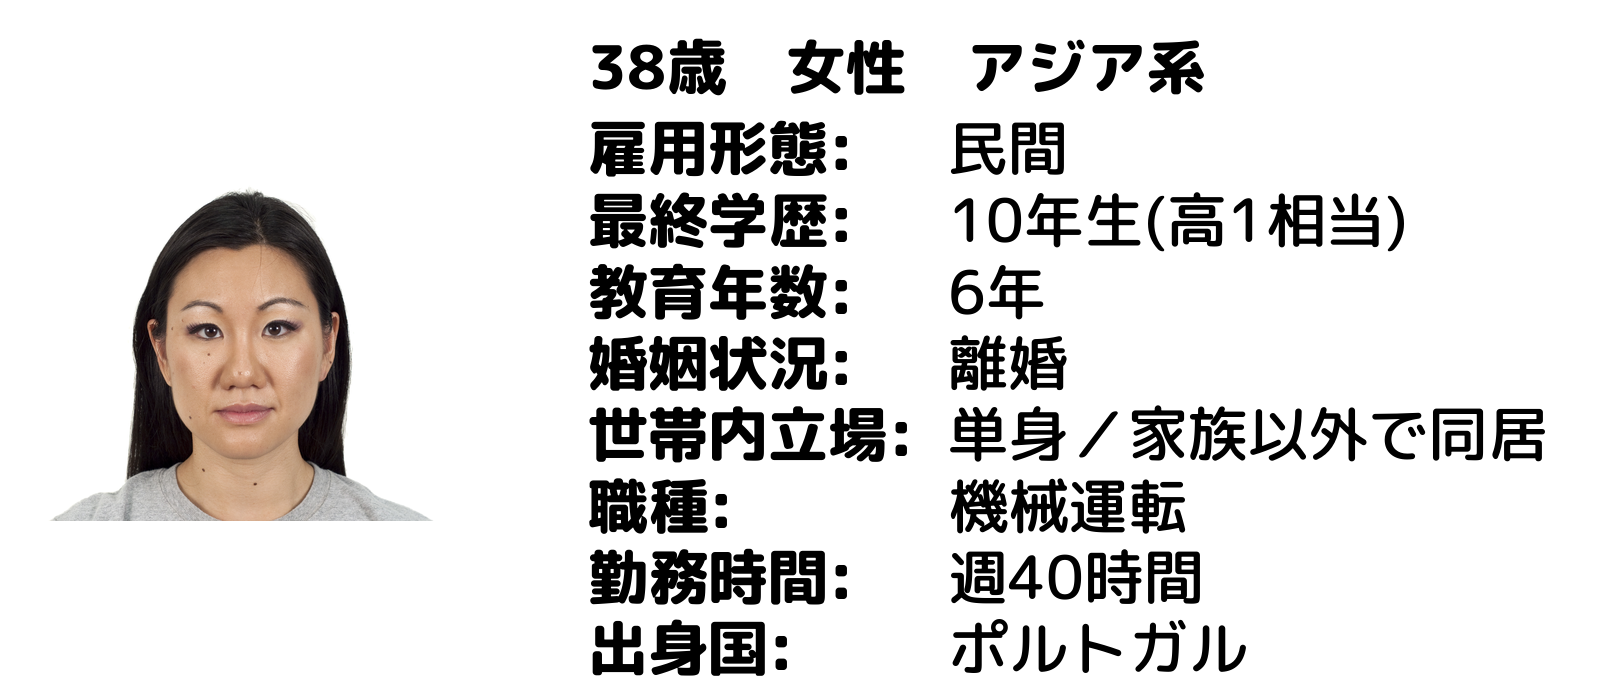 38歳　女性　アジア系
雇用形態: 民間
最終学歴: 10年生(高1相当)
教育年数: 6年
婚姻状況: 離婚
世帯内立場: 単身／家族以外で同居
職種: 機械運転
勤務時間: 週40時間
出身国: ポルトガル